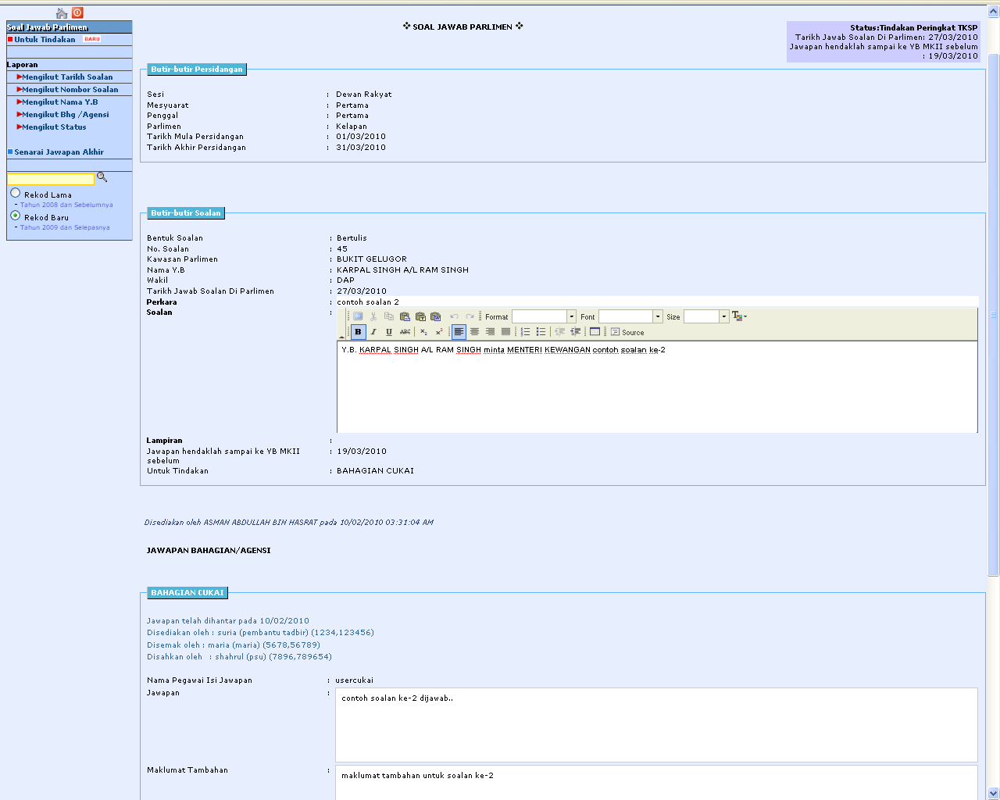 Soal Jawab Parlimen
Untuk Tindakan BARU
Laporan
Mengikut Tarikh Soalan
Mengikut Nombor Soalan
Mengikut Nama Y.B
Mengikut Bhg /Agensi
Mengikut Status
Senarai Jawapan Akhir
Rekod Lama
- Tahun 2008 dan Sebelumnya
Rekod Baru
- Tahun 2009 dan Selepasnya
SOAL JAWAB PARLIMEN
Status:Tindakan Peringkat TKSP
Tarikh Jawab Soalan Di Parlimen: 27/03/2010
Jawapan hendaklah sampai ke YB MKII sebelum
: 19/03/2010
Butir-butir Persidangan
Sesi : Dewan Rakyat
Mesyuarat : Pertama
Penggal : Pertama
Parlimen : Kelapan
Tarikh Mula Persidangan : 01/03/2010
Tarikh Akhir Persidangan : 31/03/2010
Butir-butir Soalan
Bentuk Soalan : Bertulis
No. Soalan : 45
Kawasan Parlimen : BUKIT GELUGOR
Nama Y.B : KARPAL SINGH A/L RAM SINGH
Wakil : DAP
Tarikh Jawab Soalan Di Parlimen : 27/03/2010
Perkara : contoh soalan 2
Soalan :
Format Font Size
B I U ABC x₂ x² Source
Y.B. KARPAL SINGH A/L RAM SINGH minta MENTERI KEWANGAN contoh soalan ke-2
Lampiran :
Jawapan hendaklah sampai ke YB MKII : 19/03/2010
sebelum
Untuk Tindakan : BAHAGIAN CUKAI
Disediakan oleh ASMAN ABDULLAH BIN HASRAT pada 10/02/2010 03:31:04 AM
JAWAPAN BAHAGIAN/AGENSI
BAHAGIAN CUKAI
Jawapan telah dihantar pada 10/02/2010
Disediakan oleh : suria (pembantu tadbir) (1234,123456)
Disemak oleh : maria (maria) (5678,56789)
Disahkan oleh : shahrul (psu) (7896,789654)
Nama Pegawai Isi Jawapan : usercukai
Jawapan : contoh soalan ke-2 dijawab..
Maklumat Tambahan : maklumat tambahan untuk soalan ke-2